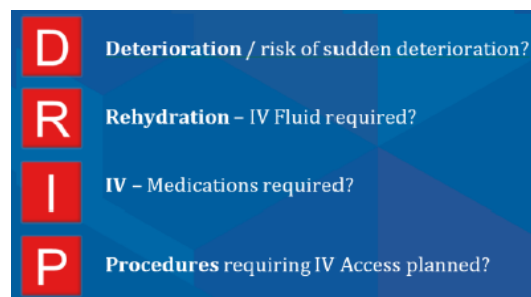 D Deterioration / risk of sudden deterioration?
R Rehydration – IV Fluid required?
I IV – Medications required?
P Procedures requiring IV Access planned?